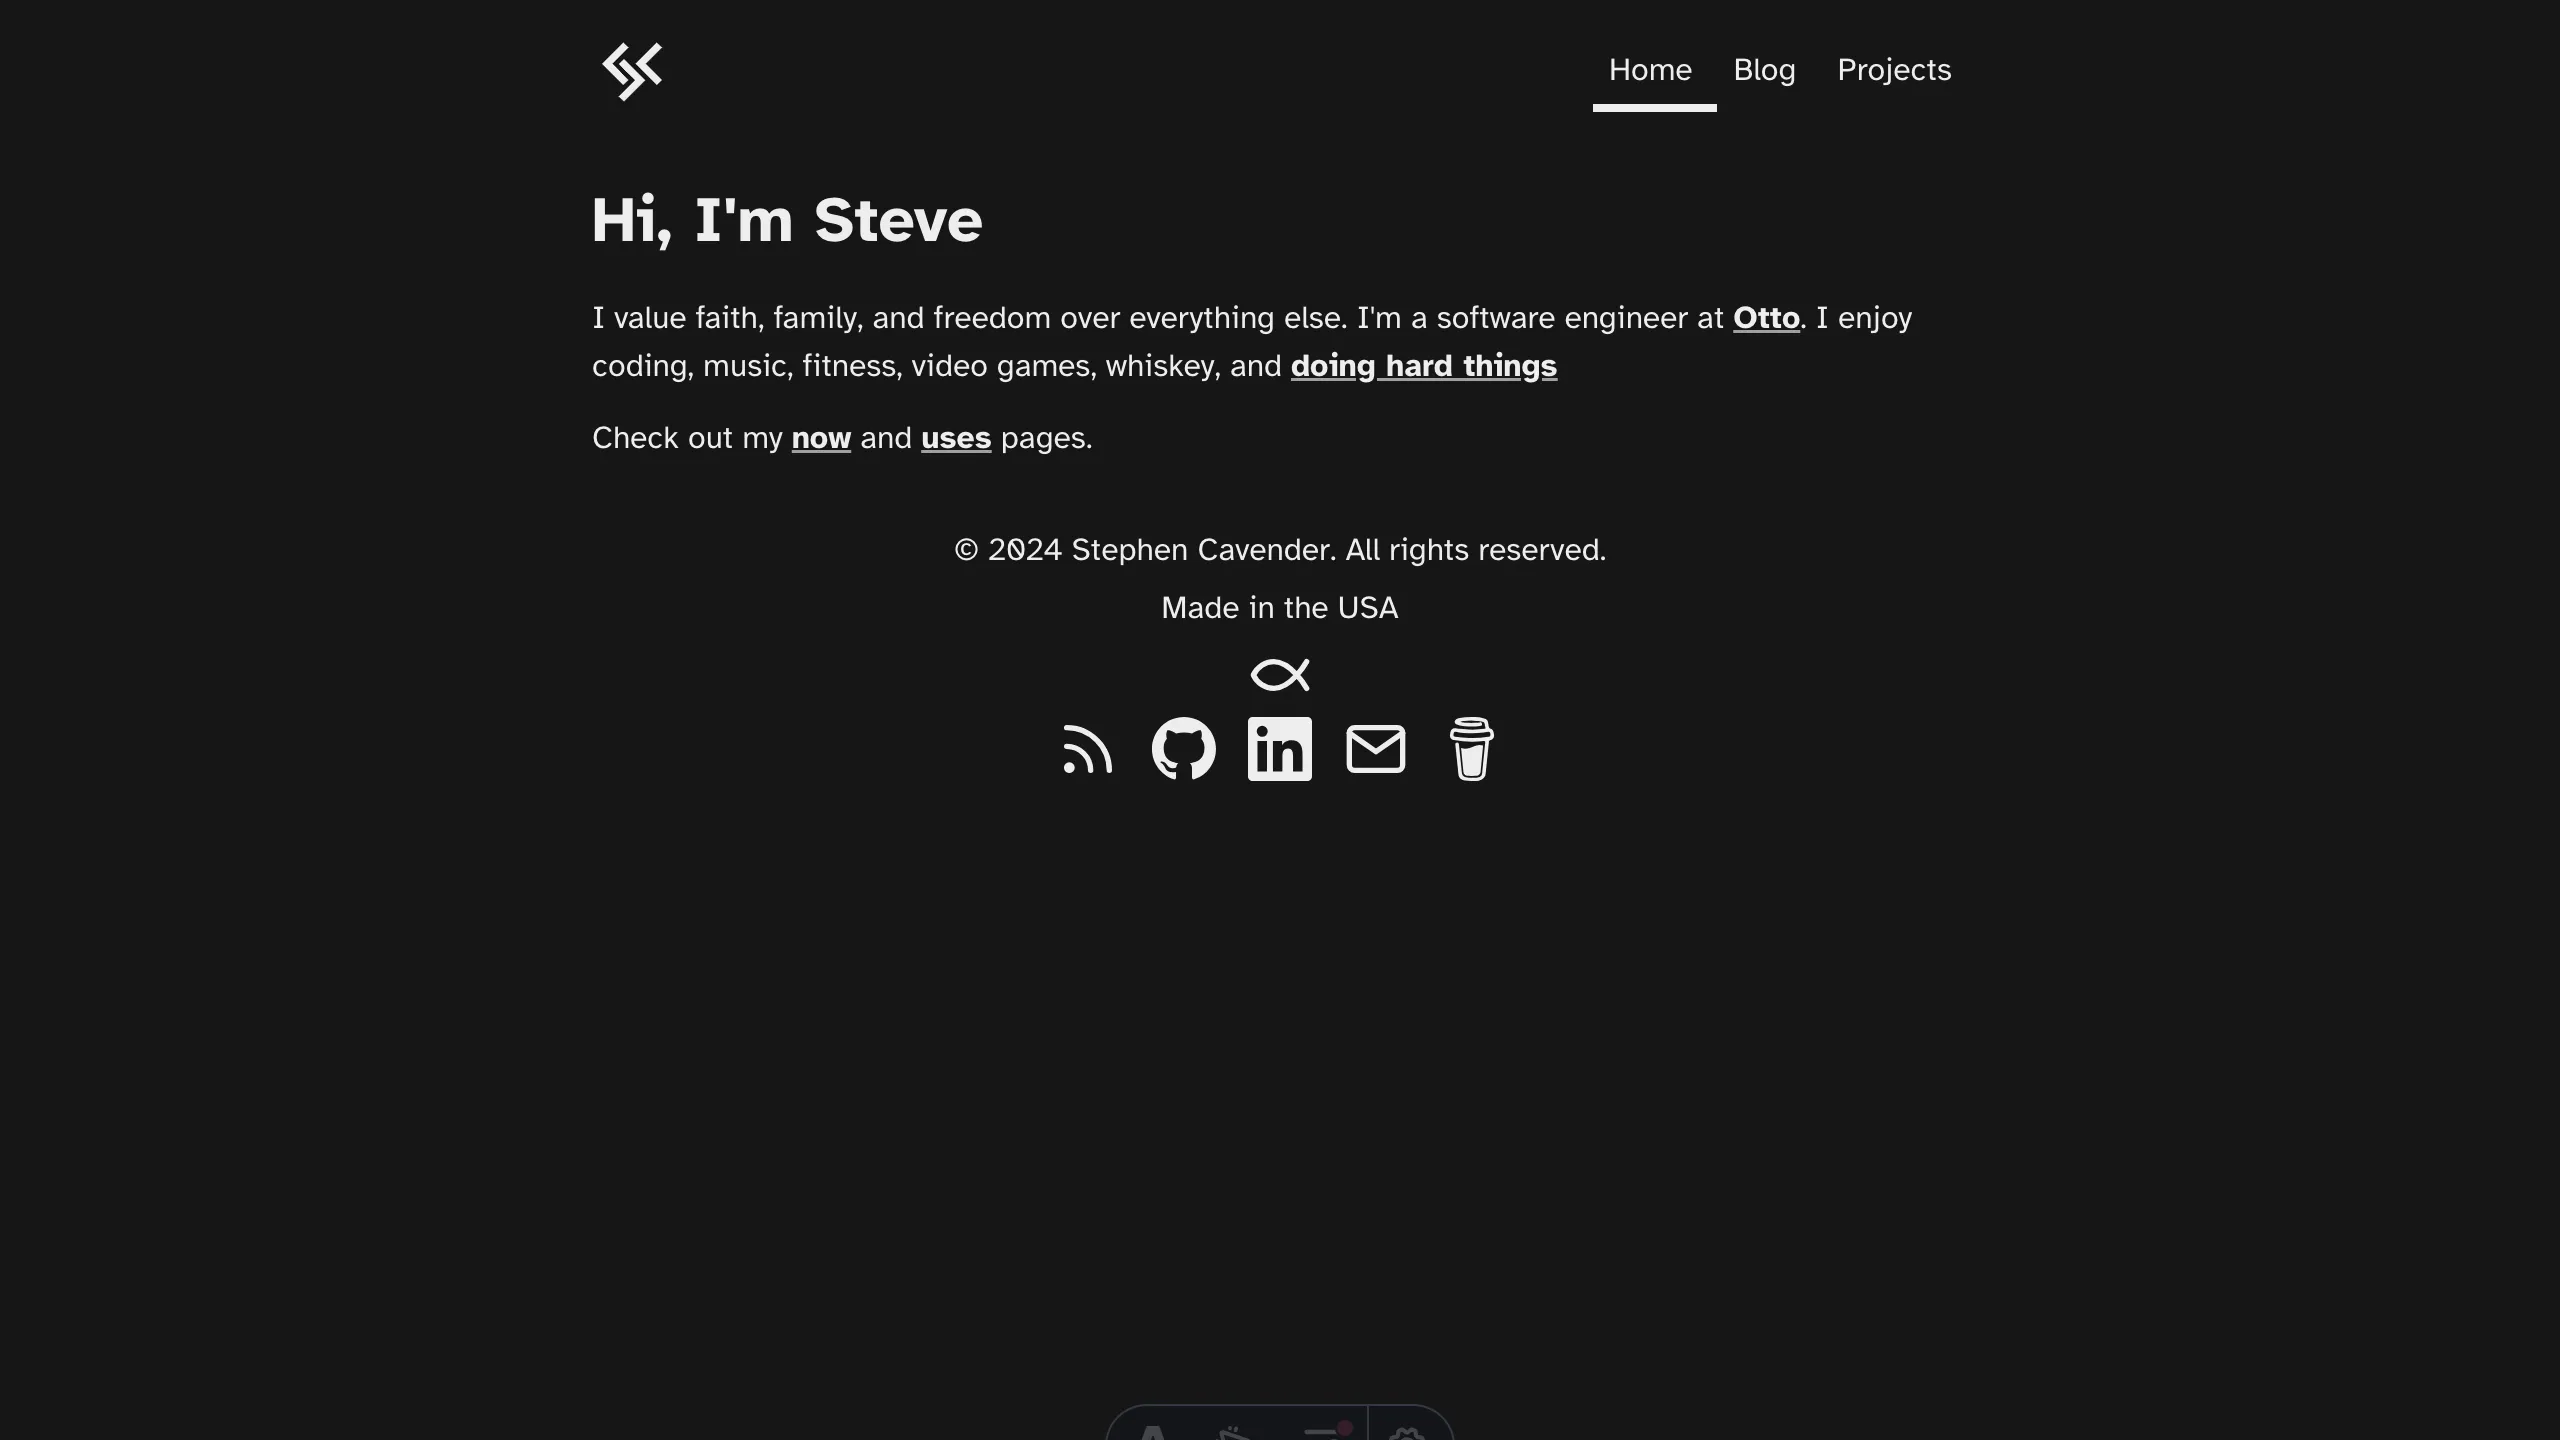 Home Blog Projects
Hi, I'm Steve
I value faith, family, and freedom over everything else. I'm a software engineer at Otto. I enjoy
coding, music, fitness, video games, whiskey, and doing hard things
Check out my now and uses pages.
© 2024 Stephen Cavender. All rights reserved.
Made in the USA
in